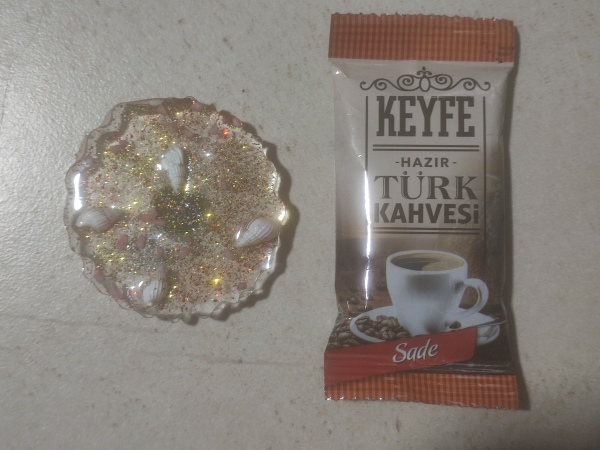 KEYFE
-HAZIR-
TÜRK
KAHVESİ
Sade